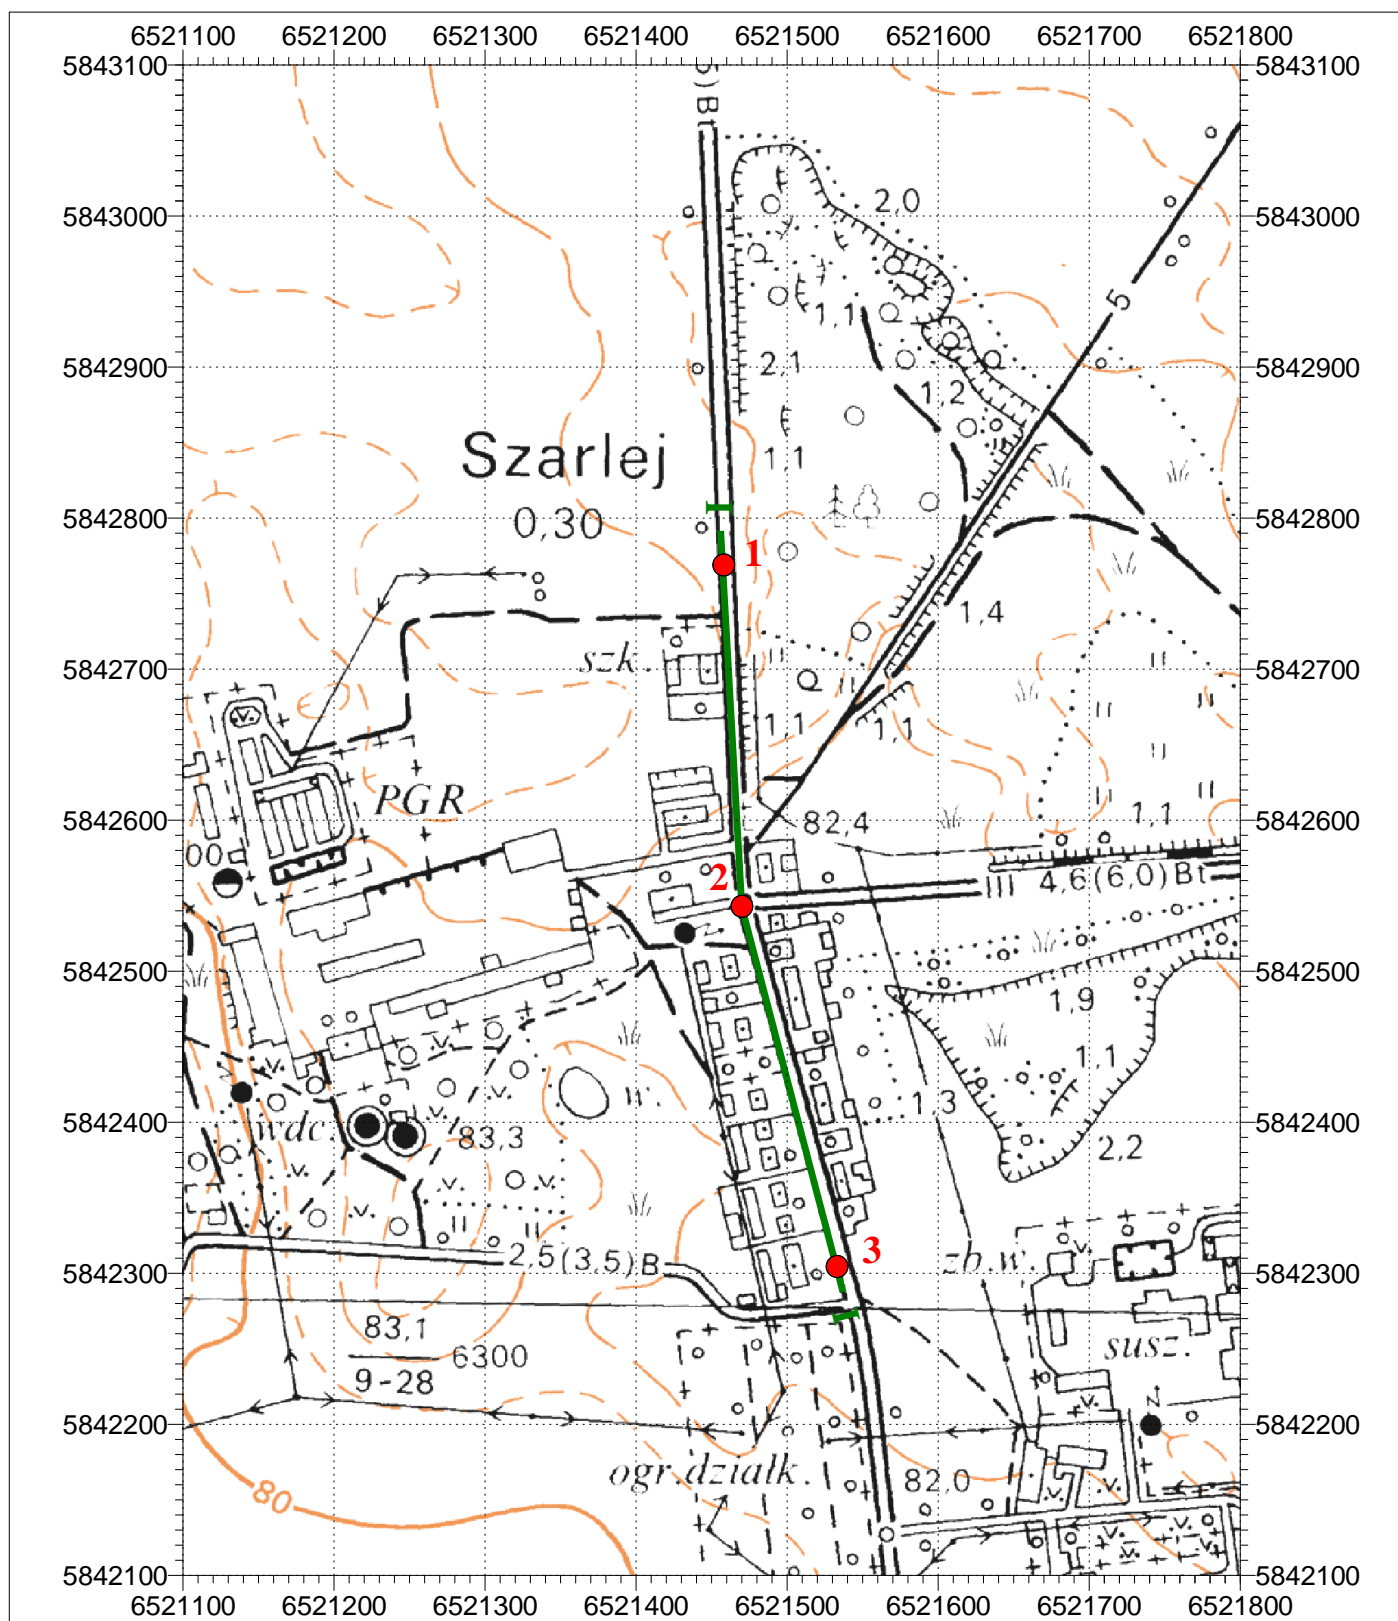 6521100 6521200 6521300 6521400 6521500 6521600 6521700 6521800
5843100 5843100
) Bt
5843000 2,0 5843000
1,1 5
5842900 2,1 5842900
1,2
Szarlej 1,1
5842800 0,30 5842800
1
1,4
szk.
5842700 5842700
1,1 1,1
PGR
5842600 82,4 1,1 5842600
00
2 III 4,6(6,0)Bt
5842500 5842500
1,9
w. 1,1
1,3
5842400 wdc. 83,3 5842400
2,2
2,5(3,5)B 3 zb.w.
5842300 5842300
83,1
6300 susz.
9-28
5842200 5842200
ogr.działk. 82,0
80
5842100 5842100
6521100 6521200 6521300 6521400 6521500 6521600 6521700 6521800